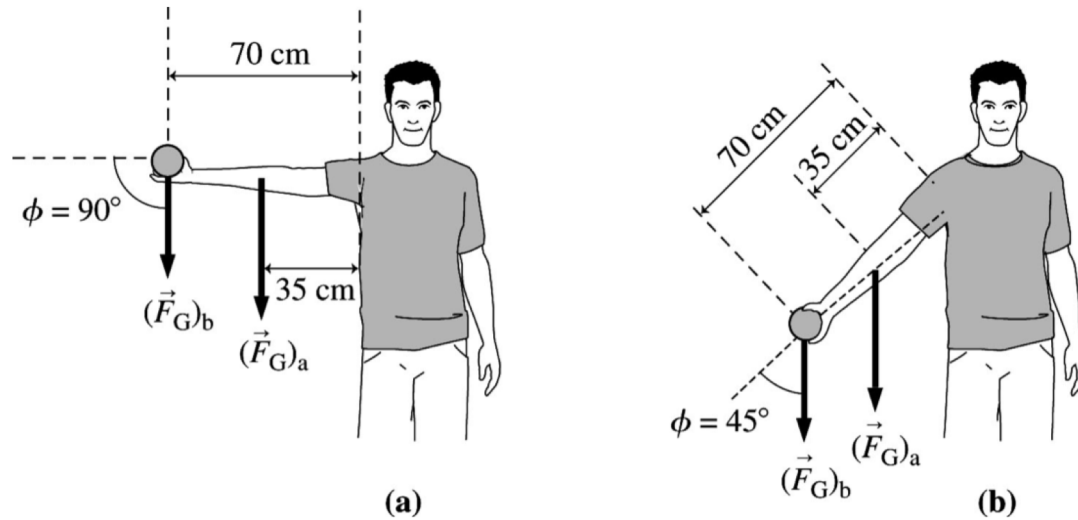 70 cm
ϕ = 90°
35 cm
(F⃗G)b
(F⃗G)a
(a)
70 cm
35 cm
ϕ = 45°
(F⃗G)a
(F⃗G)b
(b)